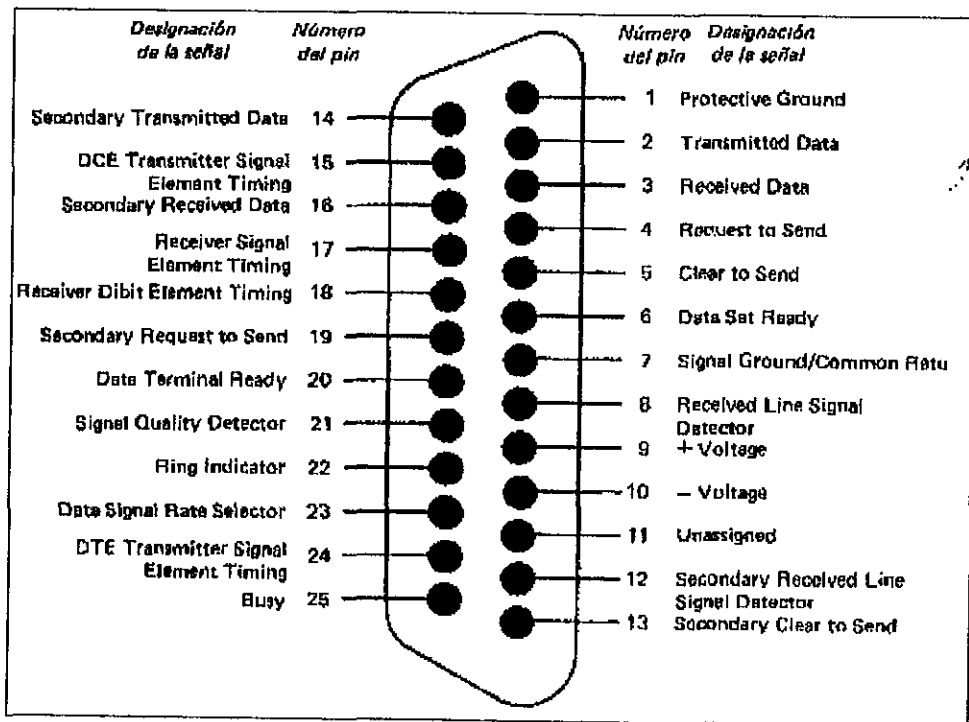 Designación
de la señal
Número
del pin
Secondary Transmitted Data 14
DCE Transmitter Signal
Element Timing 15
Secondary Received Data 16
Receiver Signal
Element Timing 17
Receiver Dibit Element Timing 18
Secondary Request to Send 19
Data Terminal Ready 20
Signal Quality Detector 21
Ring Indicator 22
Data Signal Rate Selector 23
DTE Transmitter Signal
Element Timing 24
Busy 25
Número
del pin
Designación
de la señal
1 Protective Ground
2 Transmitted Data
3 Received Data
4 Request to Send
5 Clear to Send
6 Data Set Ready
7 Signal Ground/Common Retu
8 Received Line Signal
Detector
9 + Voltage
10 – Voltage
11 Unassigned
12 Secondary Received Line
Signal Detector
13 Secondary Clear to Send